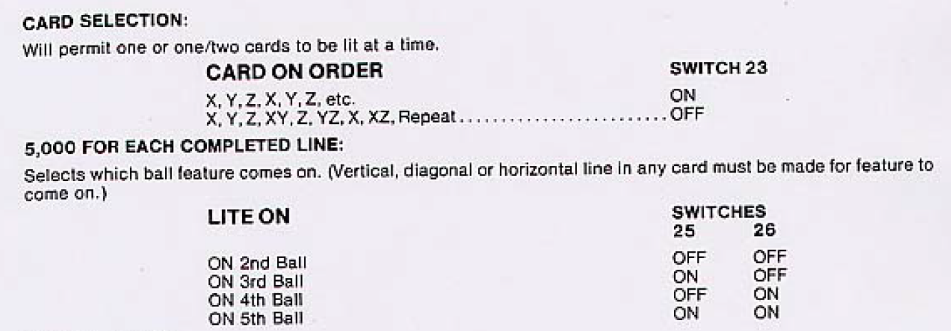 CARD SELECTION:
Will permit one or one/two cards to be lit at a time.
CARD ON ORDER SWITCH 23
X, Y, Z, X, Y, Z, etc. ON
X, Y, Z, XY, Z, YZ, X, XZ, Repeat......................... OFF
5,000 FOR EACH COMPLETED LINE:
Selects which ball feature comes on. (Vertical, diagonal or horizontal line in any card must be made for feature to
come on.)
LITE ON SWITCHES
25 26
ON 2nd Ball OFF OFF
ON 3rd Ball ON OFF
ON 4th Ball OFF ON
ON 5th Ball ON ON